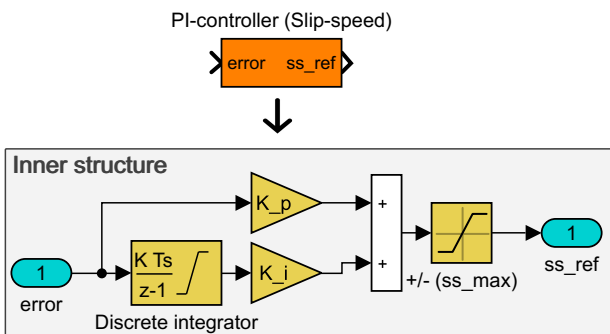 PI-controller (Slip-speed)
error ss_ref
Inner structure
K_p
+
1
error
K Ts
z-1
Discrete integrator
K_i
+
+/- (ss_max)
1
ss_ref